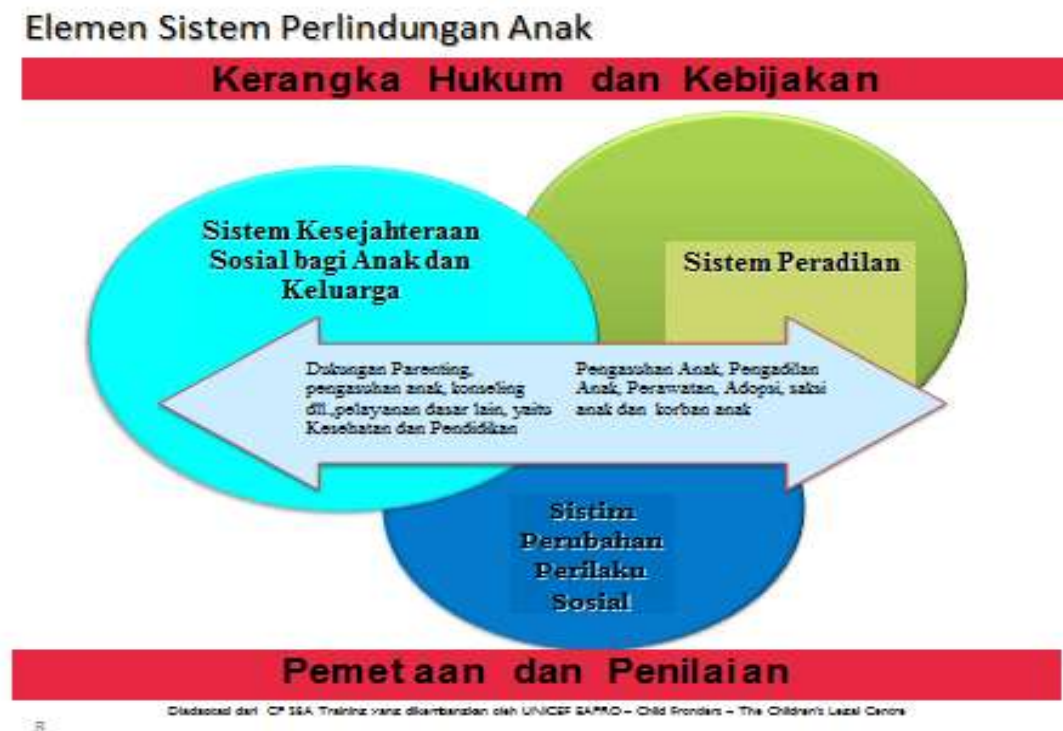 Elemen Sistem Perlindungan Anak
Kerangka Hukum dan Kebijakan
Sistem Kesejahteraan
Sosial bagi Anak dan
Keluarga
Sistem Peradilan
Dukungan Parenting,
pengasuhan anak, konseling
dll.,pelayanan dasar lain, yaitu
Kesehatan dan Pendidikan
Pengasuhan Anak, Pengadilan
Anak, Perawatan, Adopsi, saksi
anak dan korban anak
Sistim
Perubahan
Perilaku
Sosial
Pemetaan dan Penilaian
Diadaptasi dari CP SEA Training yang dikembangkan oleh UNICEF EAPRO – Child Frontiers – The Children's Legal Centre